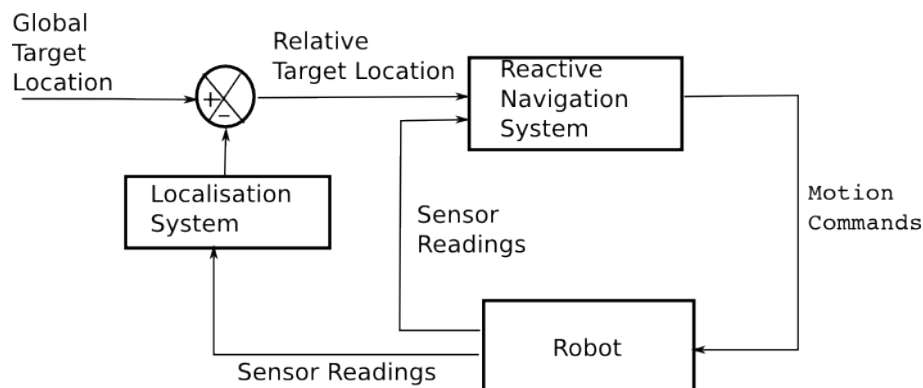 Global
Target
Location
Relative
Target Location
Reactive
Navigation
System
+
−
Localisation
System
Sensor
Readings
Motion
Commands
Robot
Sensor Readings